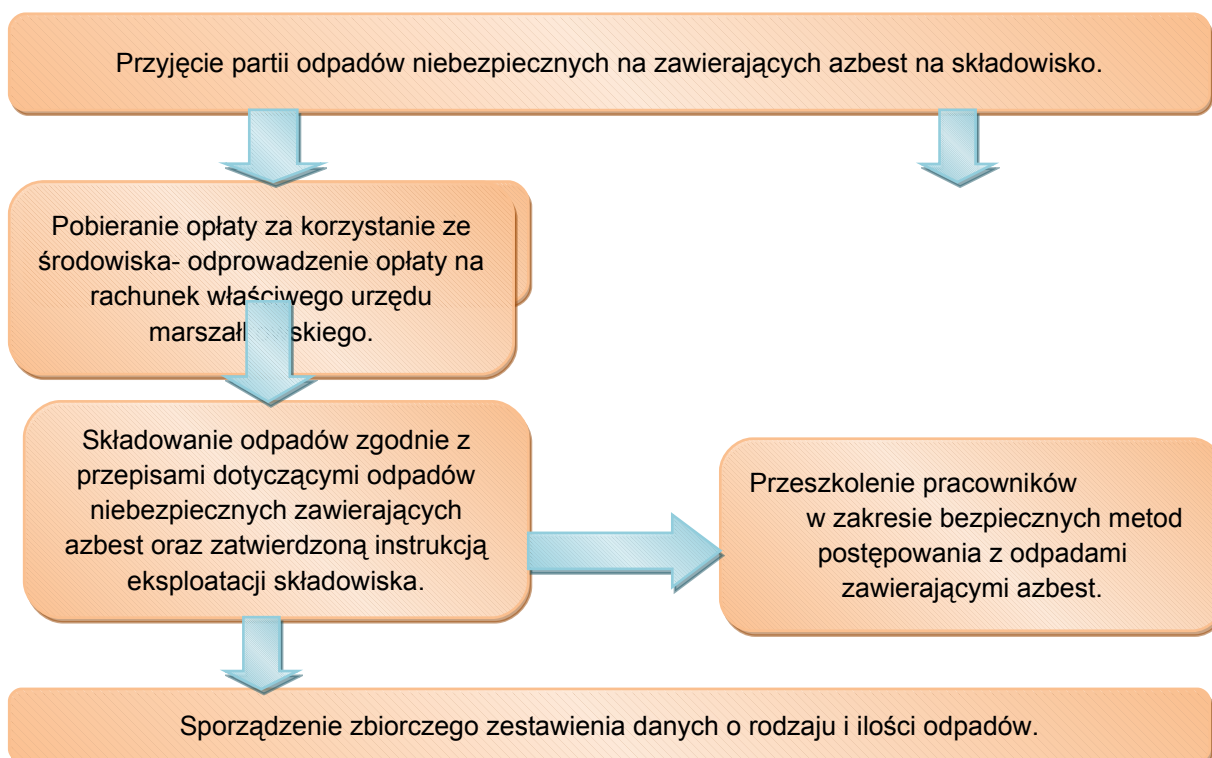 Przyjęcie partii odpadów niebezpiecznych na zawierających azbest na składowisko.
Pobieranie opłaty za korzystanie ze
środowiska- odprowadzenie opłaty na
rachunek właściwego urzędu
marszałkowskiego.
Składowanie odpadów zgodnie z
przepisami dotyczącymi odpadów
niebezpiecznych zawierających
azbest oraz zatwierdzoną instrukcją
eksploatacji składowiska.
Przeszkolenie pracowników
w zakresie bezpiecznych metod
postępowania z odpadami
zawierającymi azbest.
Sporządzenie zbiorczego zestawienia danych o rodzaju i ilości odpadów.